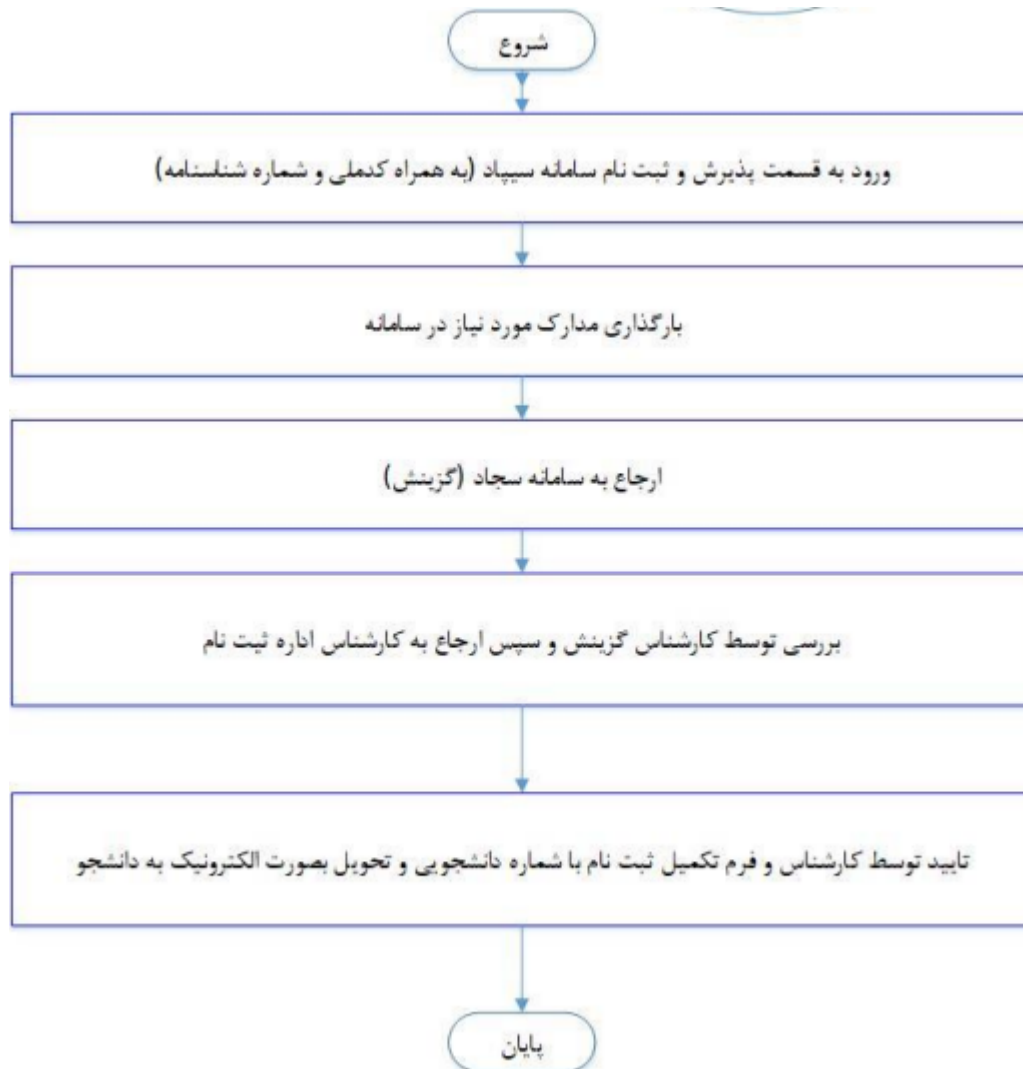 شروع
ورود به قسمت پذیرش و ثبت نام سامانه سیپاد (به همراه کدملی و شماره شناسنامه)
بارگذاری مدارک مورد نیاز در سامانه
ارجاع به سامانه سجاد (گزینش)
بررسی توسط کارشناس گزینش و سپس ارجاع به کارشناس اداره ثبت نام
تایید توسط کارشناس و فرم تکمیل ثبت نام با شماره دانشجویی و تحویل بصورت الکترونیک به دانشجو
پایان